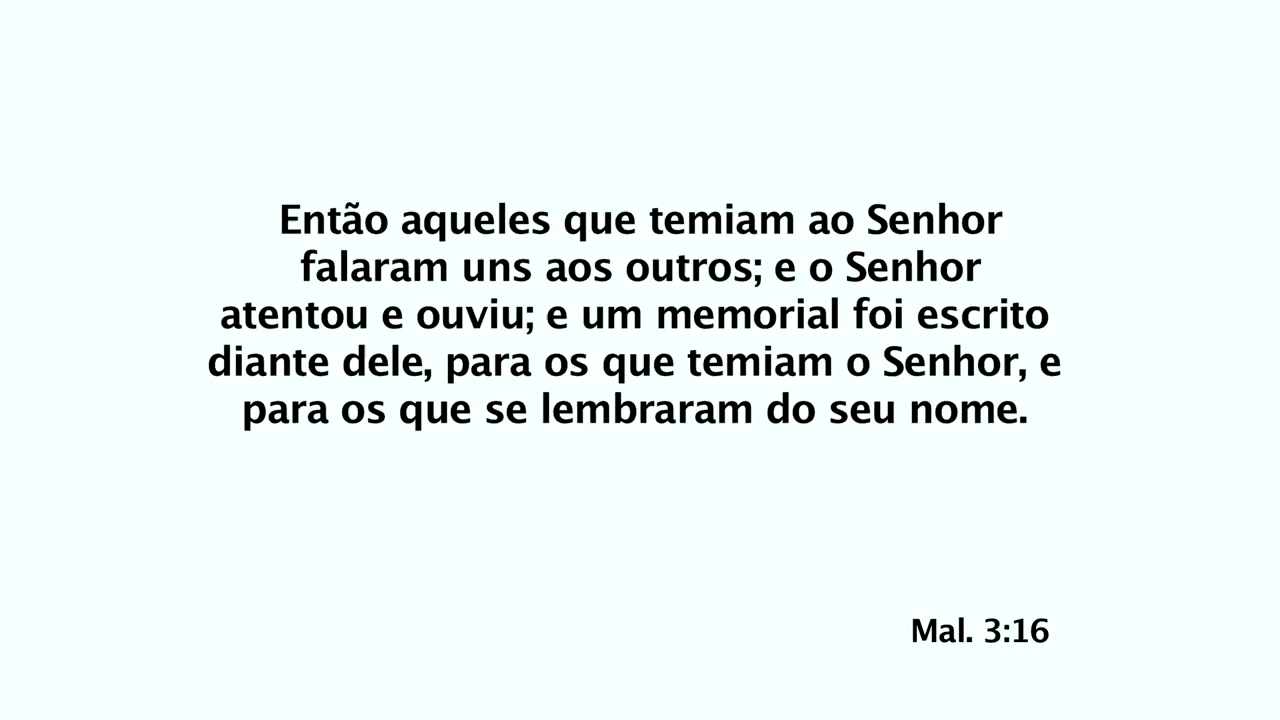 Então aqueles que temiam ao Senhor
falaram uns aos outros; e o Senhor
atentou e ouviu; e um memorial foi escrito
diante dele, para os que temiam o Senhor, e
para os que se lembraram do seu nome.
Mal. 3:16